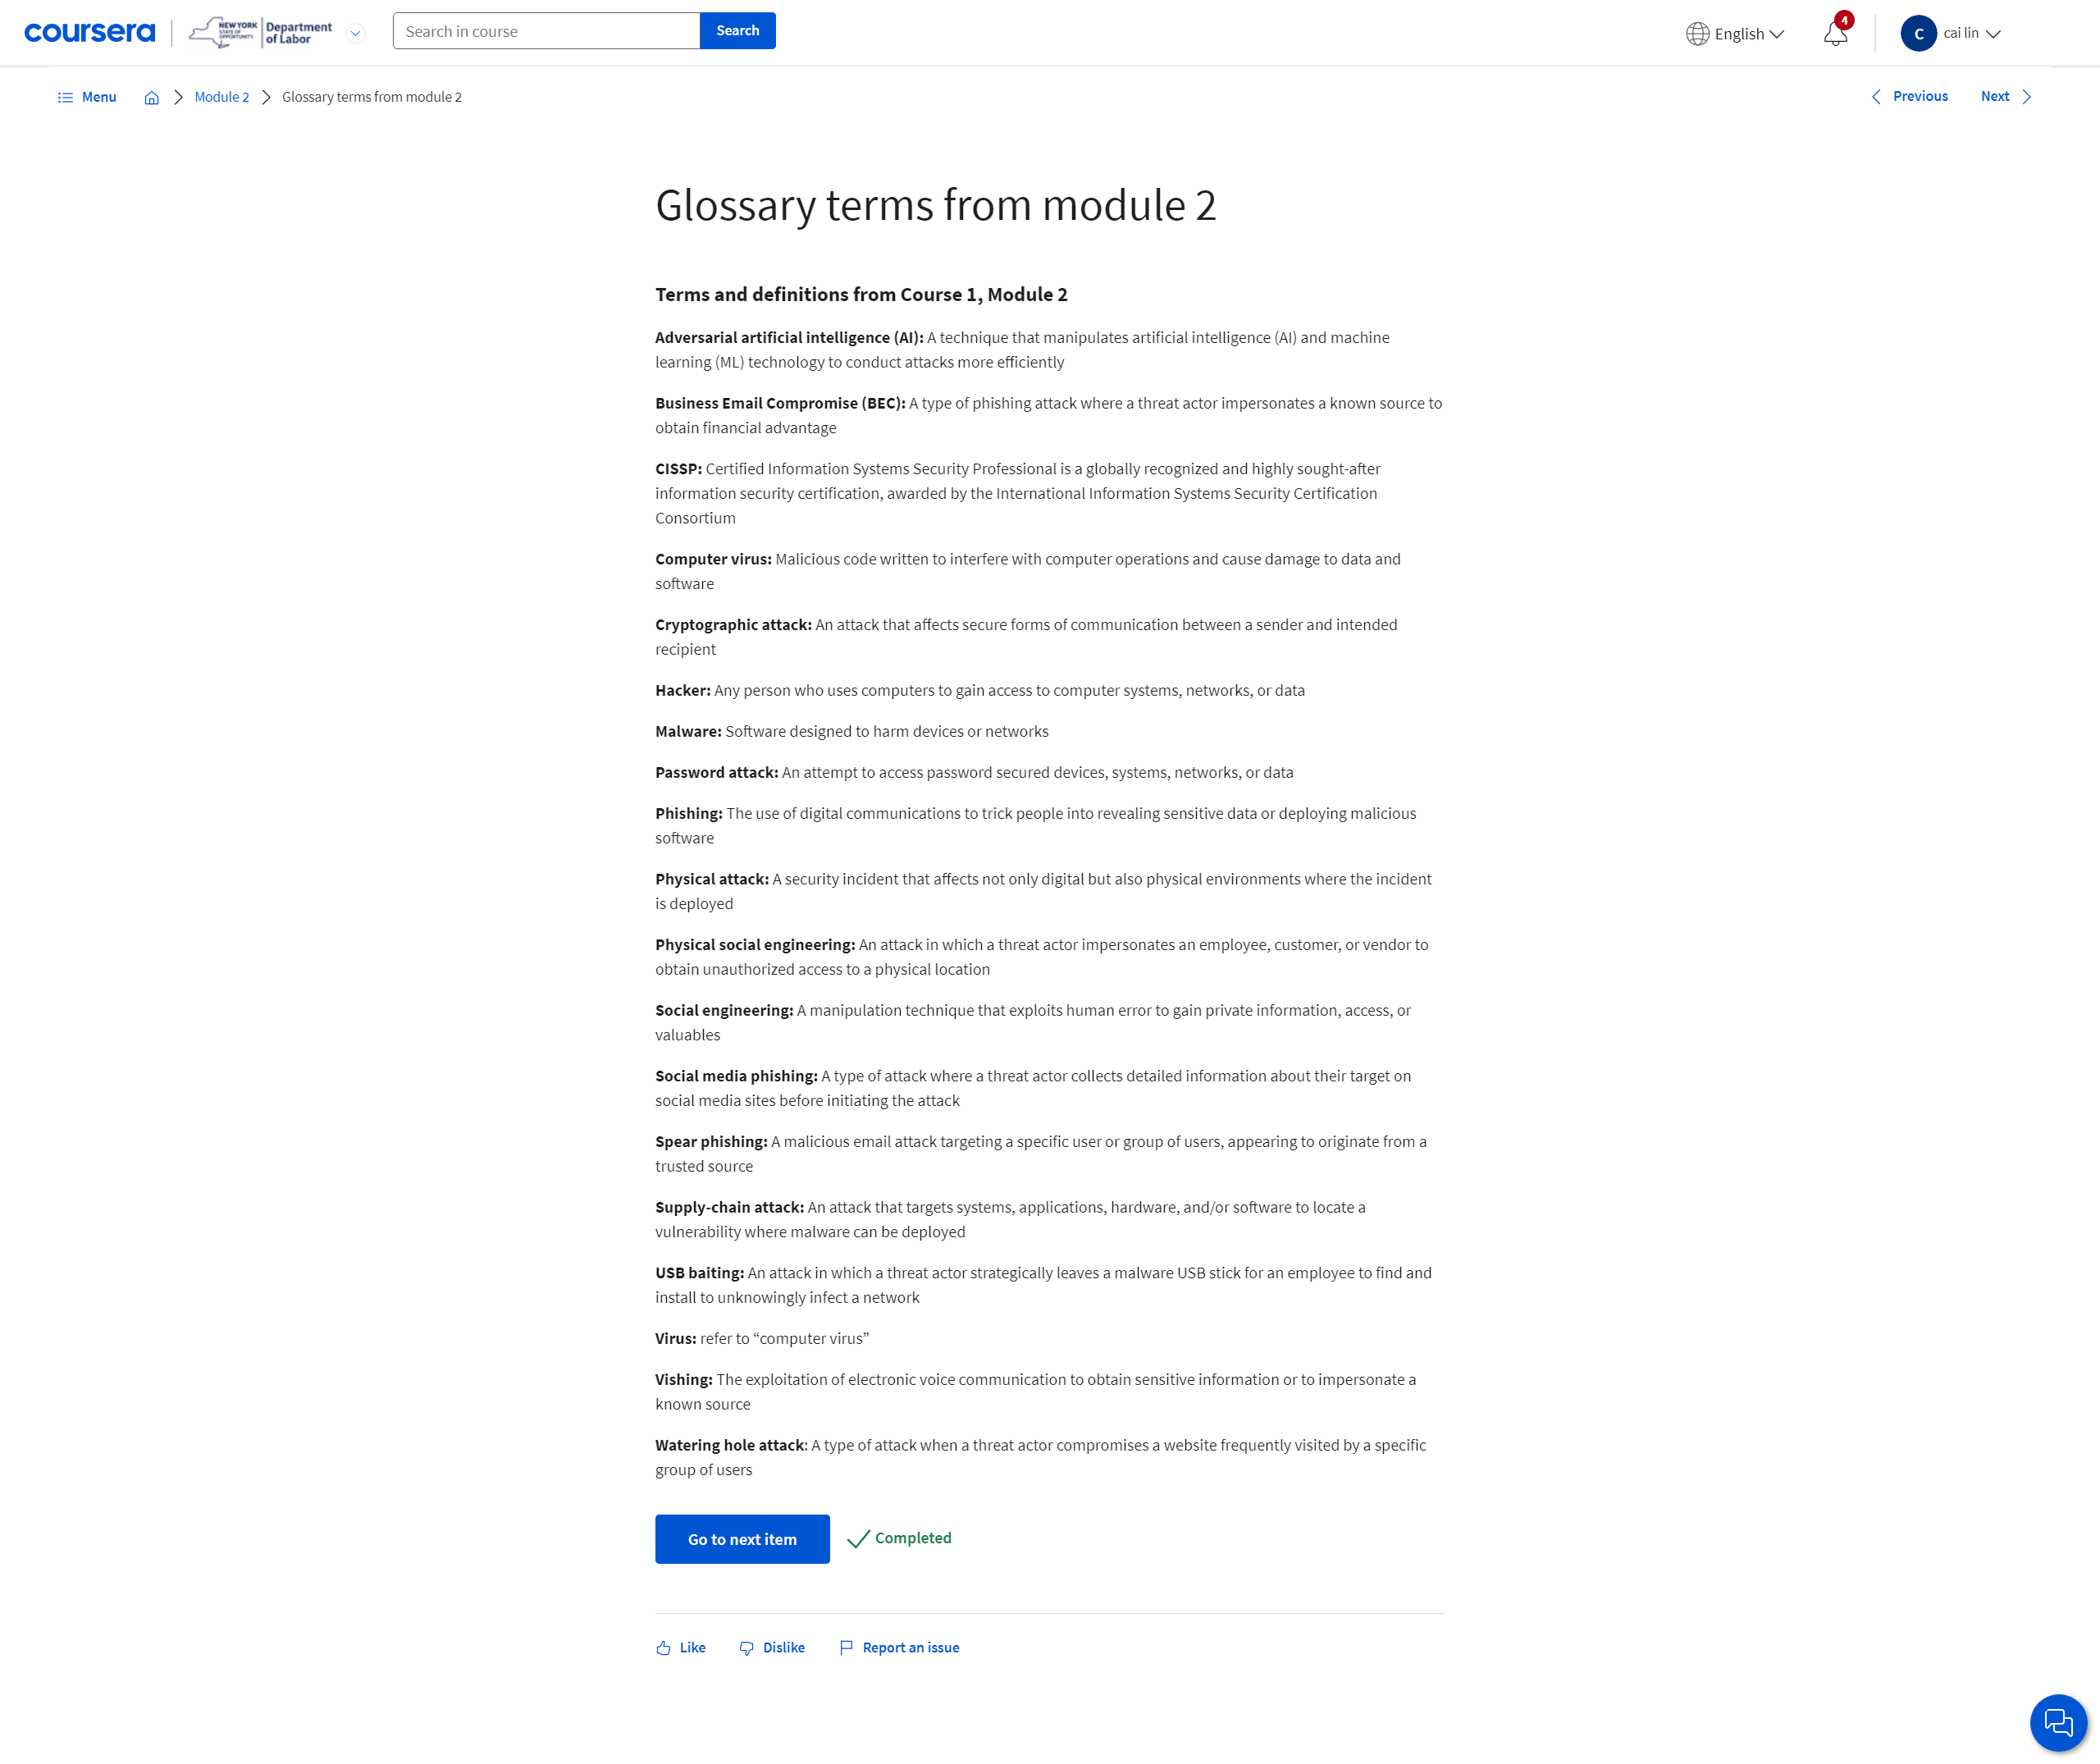 coursera
NEW YORK
STATE OF
OPPORTUNITY.
Department
of Labor
Search in course
Search
English
4
C
cai lin
Menu
Module 2
Glossary terms from module 2
Previous
Next
Glossary terms from module 2
Terms and definitions from Course 1, Module 2
Adversarial artificial intelligence (AI): A technique that manipulates artificial intelligence (AI) and machine
learning (ML) technology to conduct attacks more efficiently
Business Email Compromise (BEC): A type of phishing attack where a threat actor impersonates a known source to
obtain financial advantage
CISSP: Certified Information Systems Security Professional is a globally recognized and highly sought-after
information security certification, awarded by the International Information Systems Security Certification
Consortium
Computer virus: Malicious code written to interfere with computer operations and cause damage to data and
software
Cryptographic attack: An attack that affects secure forms of communication between a sender and intended
recipient
Hacker: Any person who uses computers to gain access to computer systems, networks, or data
Malware: Software designed to harm devices or networks
Password attack: An attempt to access password secured devices, systems, networks, or data
Phishing: The use of digital communications to trick people into revealing sensitive data or deploying malicious
software
Physical attack: A security incident that affects not only digital but also physical environments where the incident
is deployed
Physical social engineering: An attack in which a threat actor impersonates an employee, customer, or vendor to
obtain unauthorized access to a physical location
Social engineering: A manipulation technique that exploits human error to gain private information, access, or
valuables
Social media phishing: A type of attack where a threat actor collects detailed information about their target on
social media sites before initiating the attack
Spear phishing: A malicious email attack targeting a specific user or group of users, appearing to originate from a
trusted source
Supply-chain attack: An attack that targets systems, applications, hardware, and/or software to locate a
vulnerability where malware can be deployed
USB baiting: An attack in which a threat actor strategically leaves a malware USB stick for an employee to find and
install to unknowingly infect a network
Virus: refer to “computer virus”
Vishing: The exploitation of electronic voice communication to obtain sensitive information or to impersonate a
known source
Watering hole attack: A type of attack when a threat actor compromises a website frequently visited by a specific
group of users
Go to next item
Completed
Like
Dislike
Report an issue